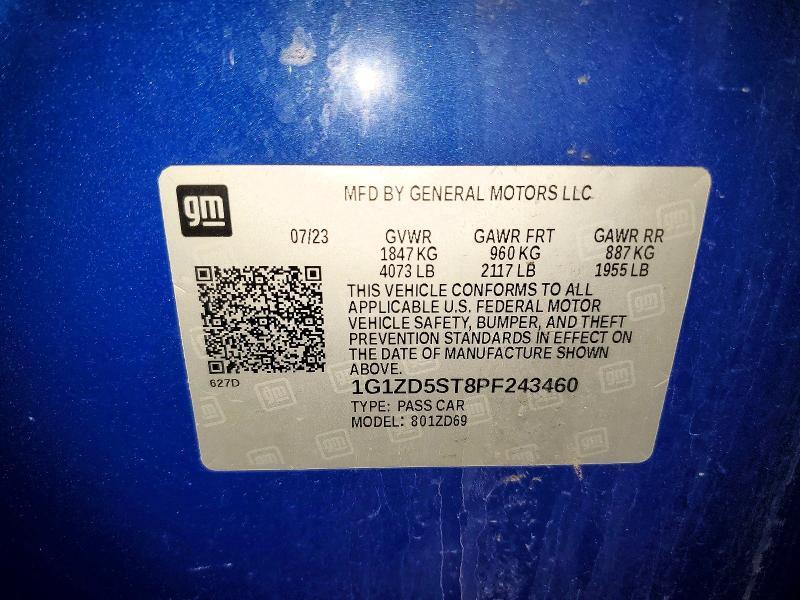 gm
MFD BY GENERAL MOTORS LLC
07/23 GVWR GAWR FRT GAWR RR
1847 KG 960 KG 887 KG
4073 LB 2117 LB 1955 LB
THIS VEHICLE CONFORMS TO ALL
APPLICABLE U.S. FEDERAL MOTOR
VEHICLE SAFETY, BUMPER, AND THEFT
PREVENTION STANDARDS IN EFFECT ON
THE DATE OF MANUFACTURE SHOWN
ABOVE.
627D
1G1ZD5ST8PF243460
TYPE: PASS CAR
MODEL: 801ZD69